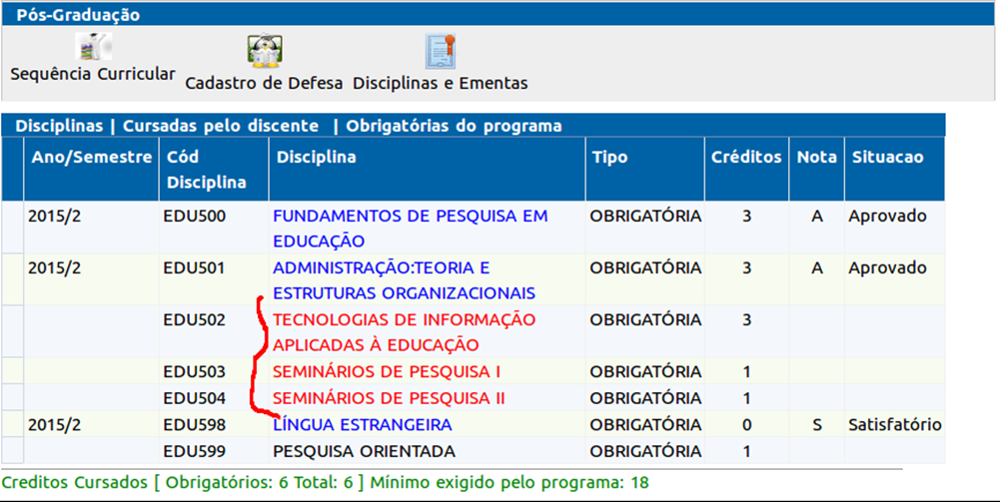 Pós-Graduação
Sequência Curricular
Cadastro de Defesa
Disciplinas e Ementas
Disciplinas | Cursadas pelo discente | Obrigatórias do programa
Ano/Semestre Cód Disciplina Disciplina Tipo Créditos Nota Situacao
2015/2 EDU500 FUNDAMENTOS DE PESQUISA EM OBRIGATÓRIA 3 A Aprovado
EDUCAÇÃO
2015/2 EDU501 ADMINISTRAÇÃO:TEORIA E OBRIGATÓRIA 3 A Aprovado
ESTRUTURAS ORGANIZACIONAIS
EDU502 TECNOLOGIAS DE INFORMAÇÃO OBRIGATÓRIA 3
APLICADAS À EDUCAÇÃO
EDU503 SEMINÁRIOS DE PESQUISA I OBRIGATÓRIA 1
EDU504 SEMINÁRIOS DE PESQUISA II OBRIGATÓRIA 1
2015/2 EDU598 LÍNGUA ESTRANGEIRA OBRIGATÓRIA 0 S Satisfatório
EDU599 PESQUISA ORIENTADA OBRIGATÓRIA 1
Creditos Cursados [ Obrigatórios: 6 Total: 6 ] Mínimo exigido pelo programa: 18